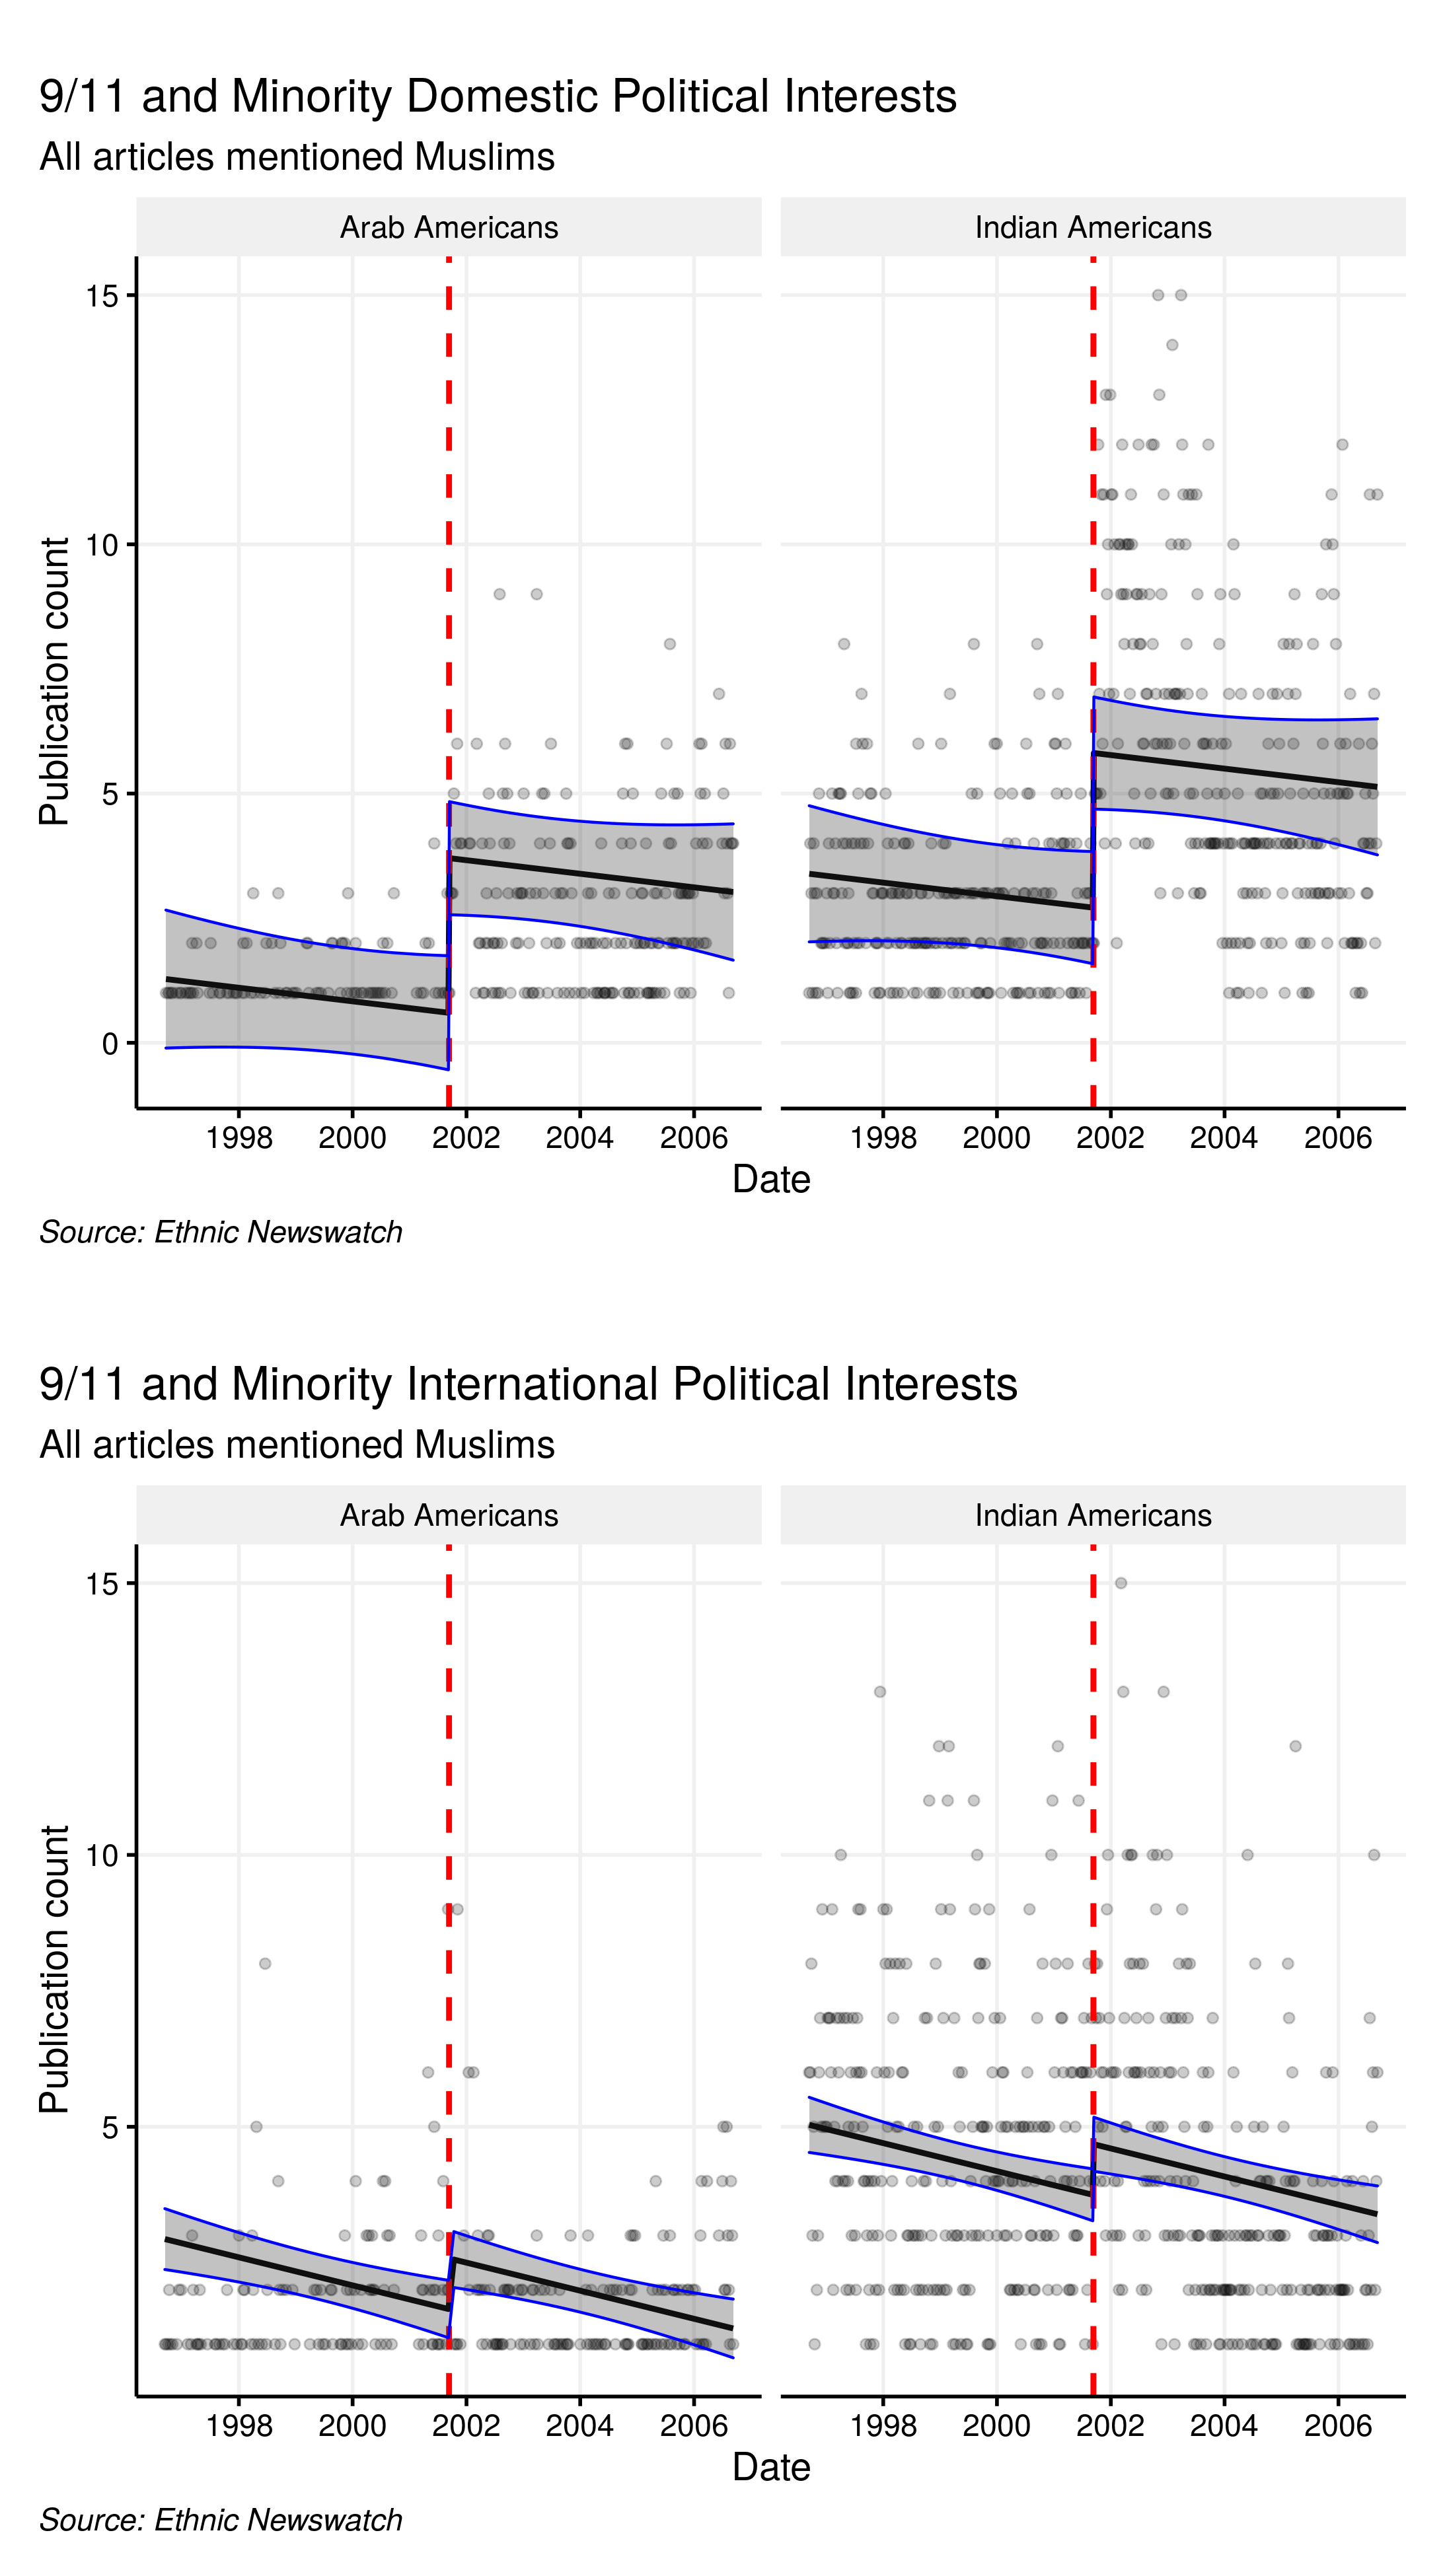 9/11 and Minority Domestic Political Interests
All articles mentioned Muslims
Arab Americans
Indian Americans
Publication count
15
10
5
0
1998 2000 2002 2004 2006
1998 2000 2002 2004 2006
Date
Source: Ethnic Newswatch
9/11 and Minority International Political Interests
All articles mentioned Muslims
Arab Americans
Indian Americans
Publication count
15
10
5
1998 2000 2002 2004 2006
1998 2000 2002 2004 2006
Date
Source: Ethnic Newswatch